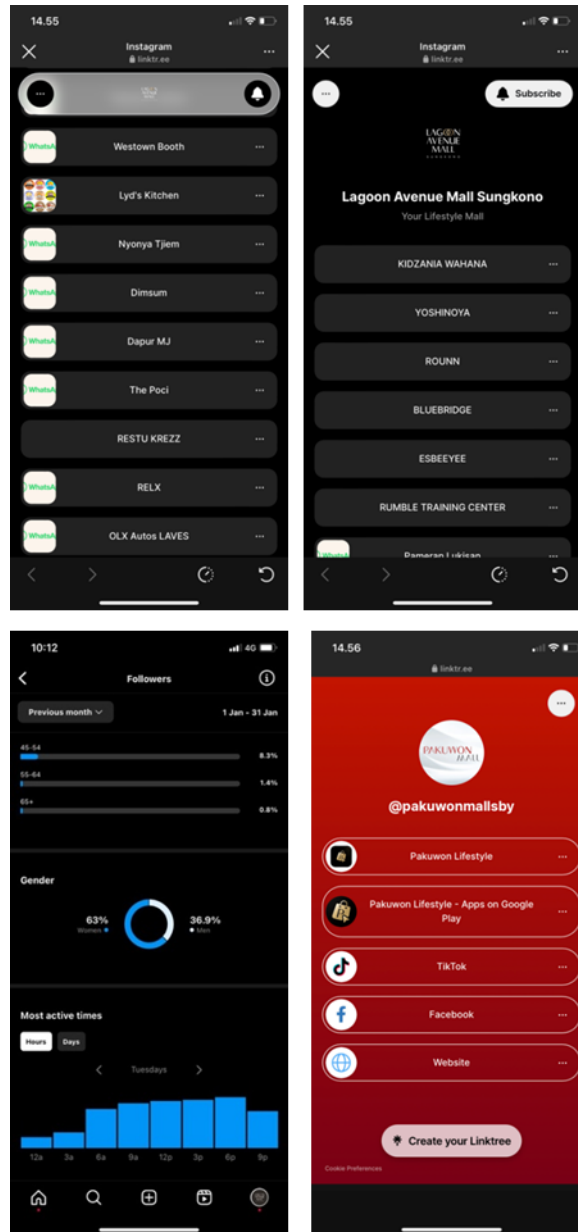 14.55
Instagram
linktr.ee
Westown Booth
Lyd's Kitchen
Nyonya Tjiem
Dimsum
Dapur MJ
The Poci
RESTU KREZZ
RELX
OLX Autos LAVES
14.55
Instagram
linktr.ee
Subscribe
LAGOON
AVENUE
MALL
SUNGKONO
Lagoon Avenue Mall Sungkono
Your Lifestyle Mall
KIDZANIA WAHANA
YOSHINOYA
ROUNN
BLUEBRIDGE
ESBEEYEE
RUMBLE TRAINING CENTER
Pameran Lukisan
10:12
4G
Followers
Previous month
1 Jan - 31 Jan
45-54
8.3%
55-64
1.4%
65+
0.8%
Gender
63%
Women
36.9%
Men
Most active times
Hours
Days
Tuesdays
12a 3a 6a 9a 12p 3p 6p 9p
14.56
linktr.ee
PAKUWON
MALL
@pakuwonmallsby
Pakuwon Lifestyle
Pakuwon Lifestyle - Apps on Google
Play
TikTok
Facebook
Website
Create your Linktree
Cookie Preferences